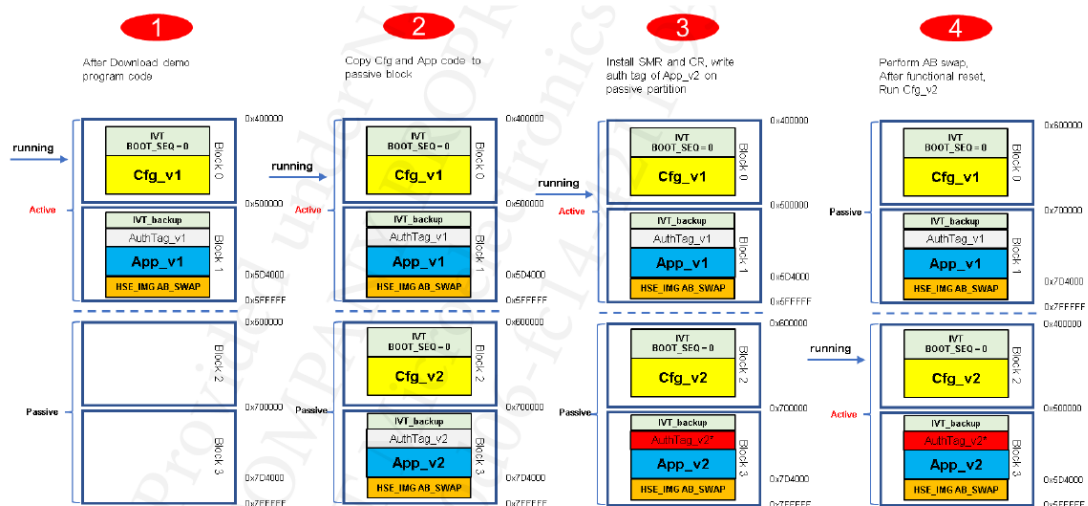 1
After Download demo
program code
running
Active
IVT
BOOT_SEQ = 0
Cfg_v1
Block 0
IVT_backup
AuthTag_v1
App_v1
HSE_IMG AB_SWAP
Block 1
Passive
Block 2
Block 3
0x400000
0x500000
0x5D4000
0x5FFFFF
0x600000
0x700000
0x7D4000
0x7FFFFF
2
Copy Cfg and App code to
passive block
running
Active
IVT
BOOT_SEQ = 0
Cfg_v1
Block 0
IVT_backup
AuthTag_v1
App_v1
HSE_IMG AB_SWAP
Block 1
Passive
IVT
BOOT_SEQ = 0
Cfg_v2
Block 2
IVT_backup
AuthTag_v2
App_v2
HSE_IMG AB_SWAP
Block 3
0x400000
0x500000
0x5D4000
0x5FFFFF
0x600000
0x700000
0x7D4000
0x7FFFFF
3
Install SMR and CR, write
auth tag of App_v2 on
passive partition
running
Active
IVT
BOOT_SEQ = 0
Cfg_v1
Block 0
IVT_backup
AuthTag_v1
App_v1
HSE_IMG AB_SWAP
Block 1
Passive
IVT
BOOT_SEQ = 0
Cfg_v2
Block 2
IVT_backup
AuthTag_v2*
App_v2
HSE_IMG AB_SWAP
Block 3
0x400000
0x500000
0x5D4000
0x5FFFFF
0x600000
0x700000
0x7D4000
0x7FFFFF
4
Perform AB swap,
After functional reset,
Run Cfg_v2
Passive
IVT
BOOT_SEQ = 0
Cfg_v1
Block 0
IVT_backup
AuthTag_v1
App_v1
HSE_IMG AB_SWAP
Block 1
running
Active
IVT
BOOT_SEQ = 0
Cfg_v2
Block 2
IVT_backup
AuthTag_v2*
App_v2
HSE_IMG AB_SWAP
Block 3
0x600000
0x700000
0x7D4000
0x7FFFFF
0x400000
0x500000
0x5D4000
0x5FFFFF